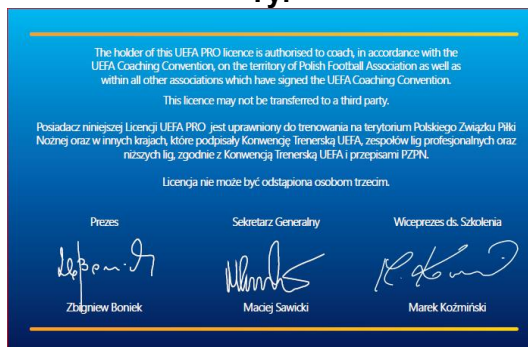 The holder of this UEFA PRO licence is authorised to coach, in accordance with the
UEFA Coaching Convention, on the territory of Polish Football Association as well as
within all other associations which have signed the UEFA Coaching Convention.
This licence may not be transferred to a third party.
Posiadacz niniejszej Licencji UEFA PRO jest uprawniony do trenowania na terytorium Polskiego Związku Piłki
Nożnej oraz w innych krajach, które podpisały Konwencję Trenerską UEFA, zespołów lig profesjonalnych oraz
niższych lig, zgodnie z Konwencją Trenerską UEFA i przepisami PZPN.
Licencja nie może być odstąpiona osobom trzecim.
Prezes Sekretarz Generalny Wiceprezes ds. Szkolenia
Zbigniew Boniek Maciej Sawicki Marek Koźmiński